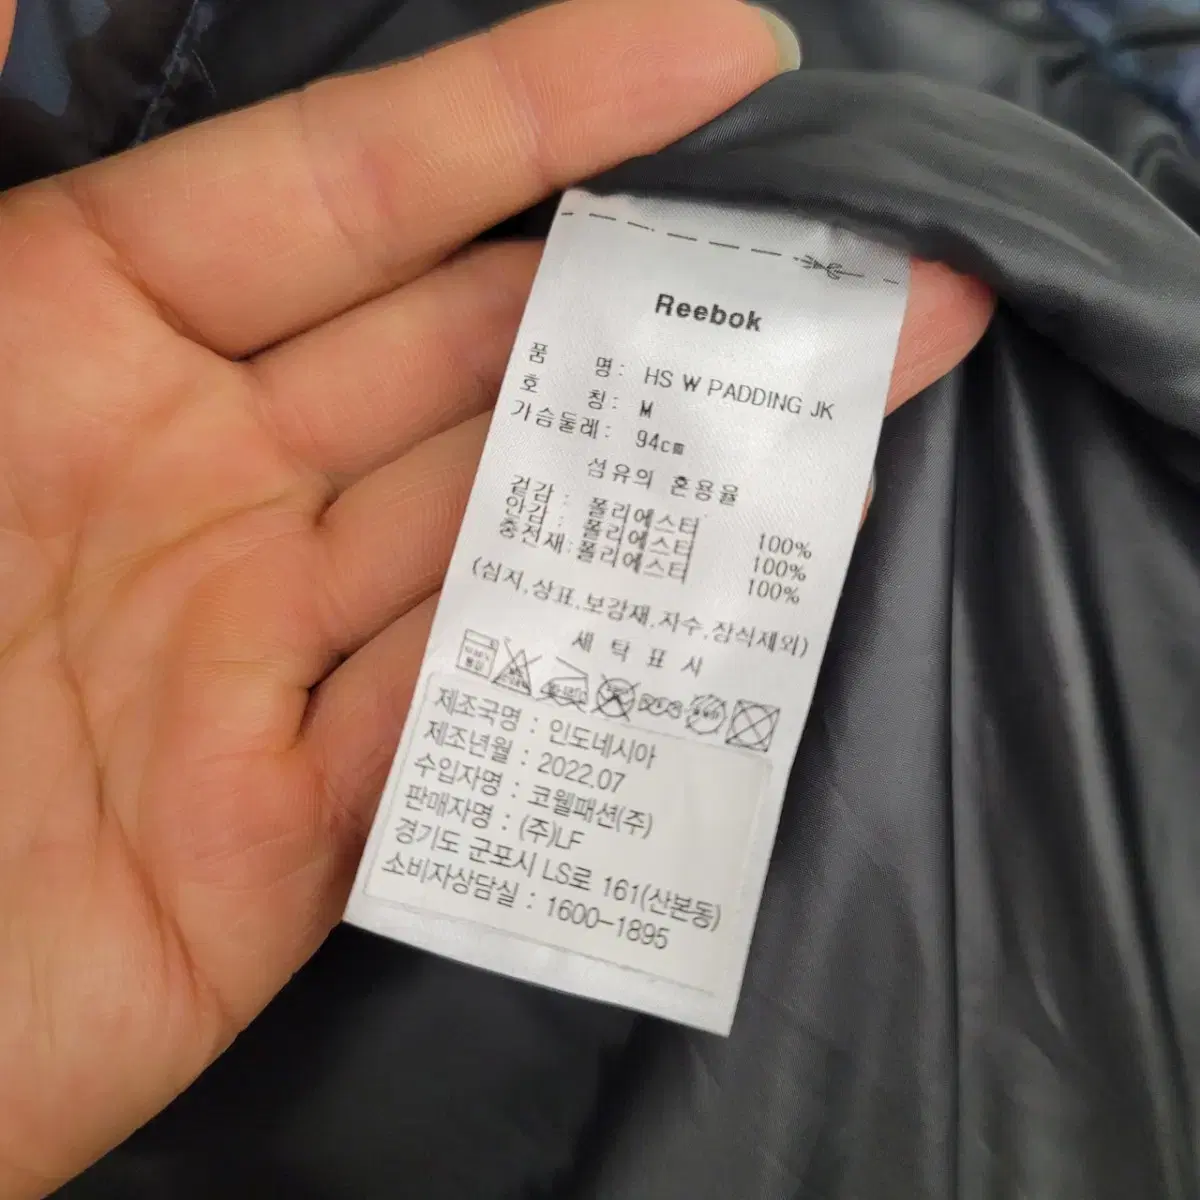 Reebok
품 명: HS W PADDING JK
호 칭: M
가슴둘레: 94cm
섬유의 혼용율
겉감: 폴리에스터 100%
안감: 폴리에스터 100%
충전재:폴리에스터 100%
(심지,상표,보강재,자수,장식제외)
세 탁 표 시
제조국명 : 인도네시아
제조년월 : 2022.07
수입자명 : 코웰패션(주)
판매자명 : (주)LF
경기도 군포시 LS로 161(산본동)
소비자상담실 : 1600-1895